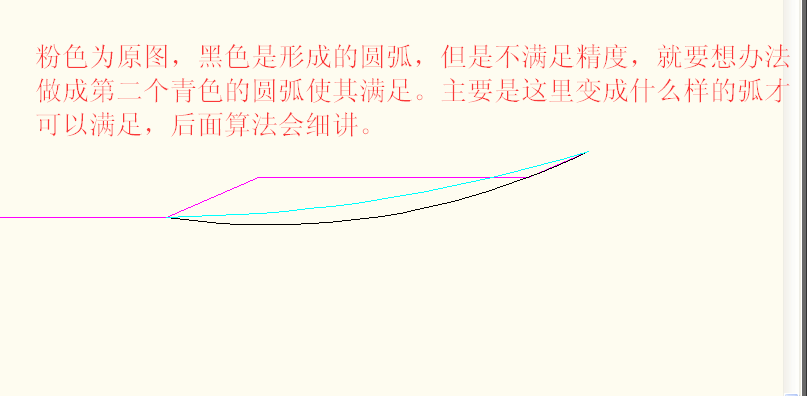 粉色为原图，黑色是形成的圆弧，但是不满足精度，就要想办法
做成第二个青色的圆弧使其满足。主要是这里变成什么样的弧才
可以满足，后面算法会细讲。